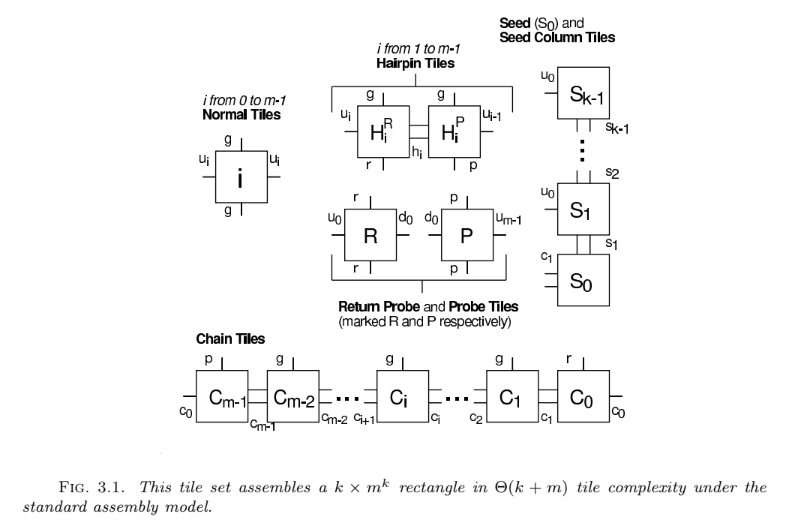 Seed (S0) and
Seed Column Tiles
i from 1 to m-1
Hairpin Tiles
i from 0 to m-1
Normal Tiles
g
ui i ui
g
g g
ui HiR HiP ui-1
hi
r p
r p
u0 R d0 d0 P um-1
r p
Return Probe and Probe Tiles
(marked R and P respectively)
u0 Sk-1
sk-1
s2
u0 S1
s1
c1 S0
Chain Tiles
p g g g r
Cm-1 Cm-2 ... Ci ... C1 C0
c0 cm-1 cm-2 ci+1 ci c2 c1 c0
FIG. 3.1. This tile set assembles a k × m^k rectangle in Θ(k + m) tile complexity under the
standard assembly model.